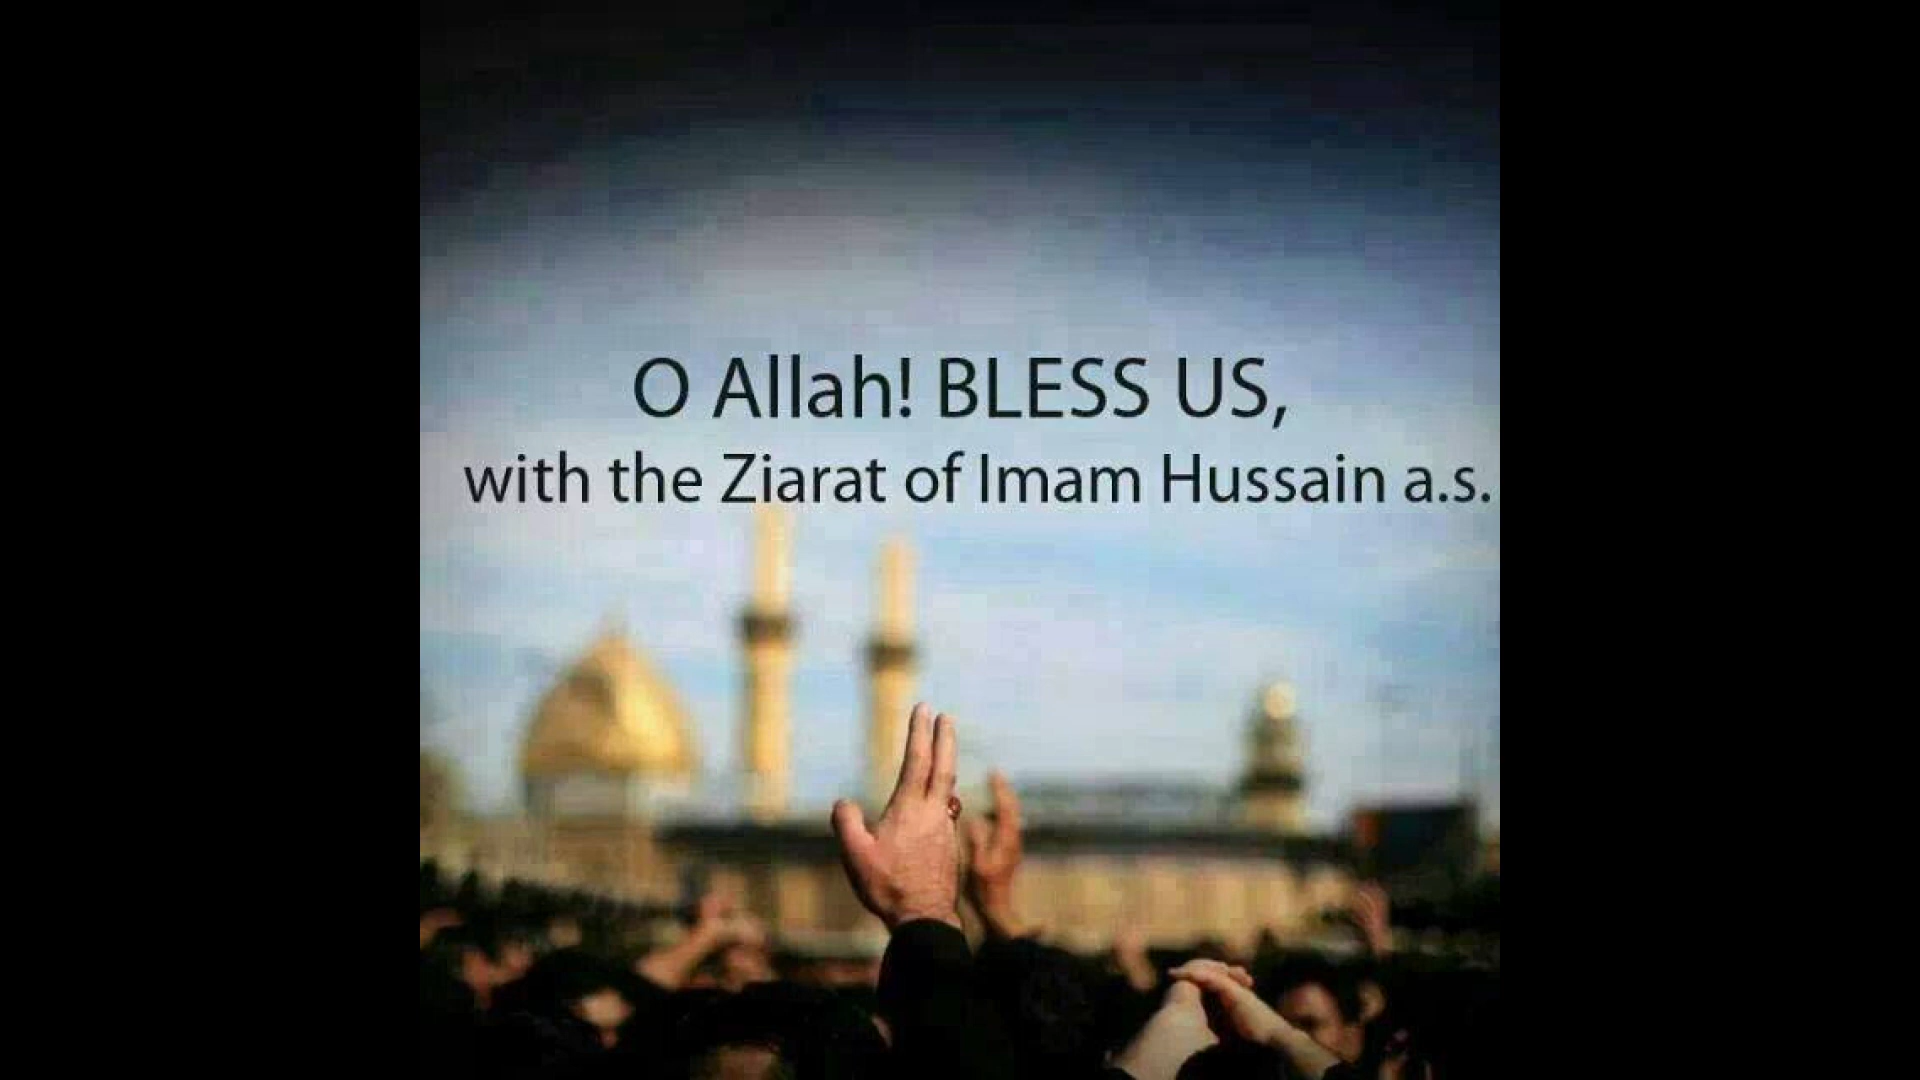 O Allah! BLESS US,
with the Ziarat of Imam Hussain a.s.